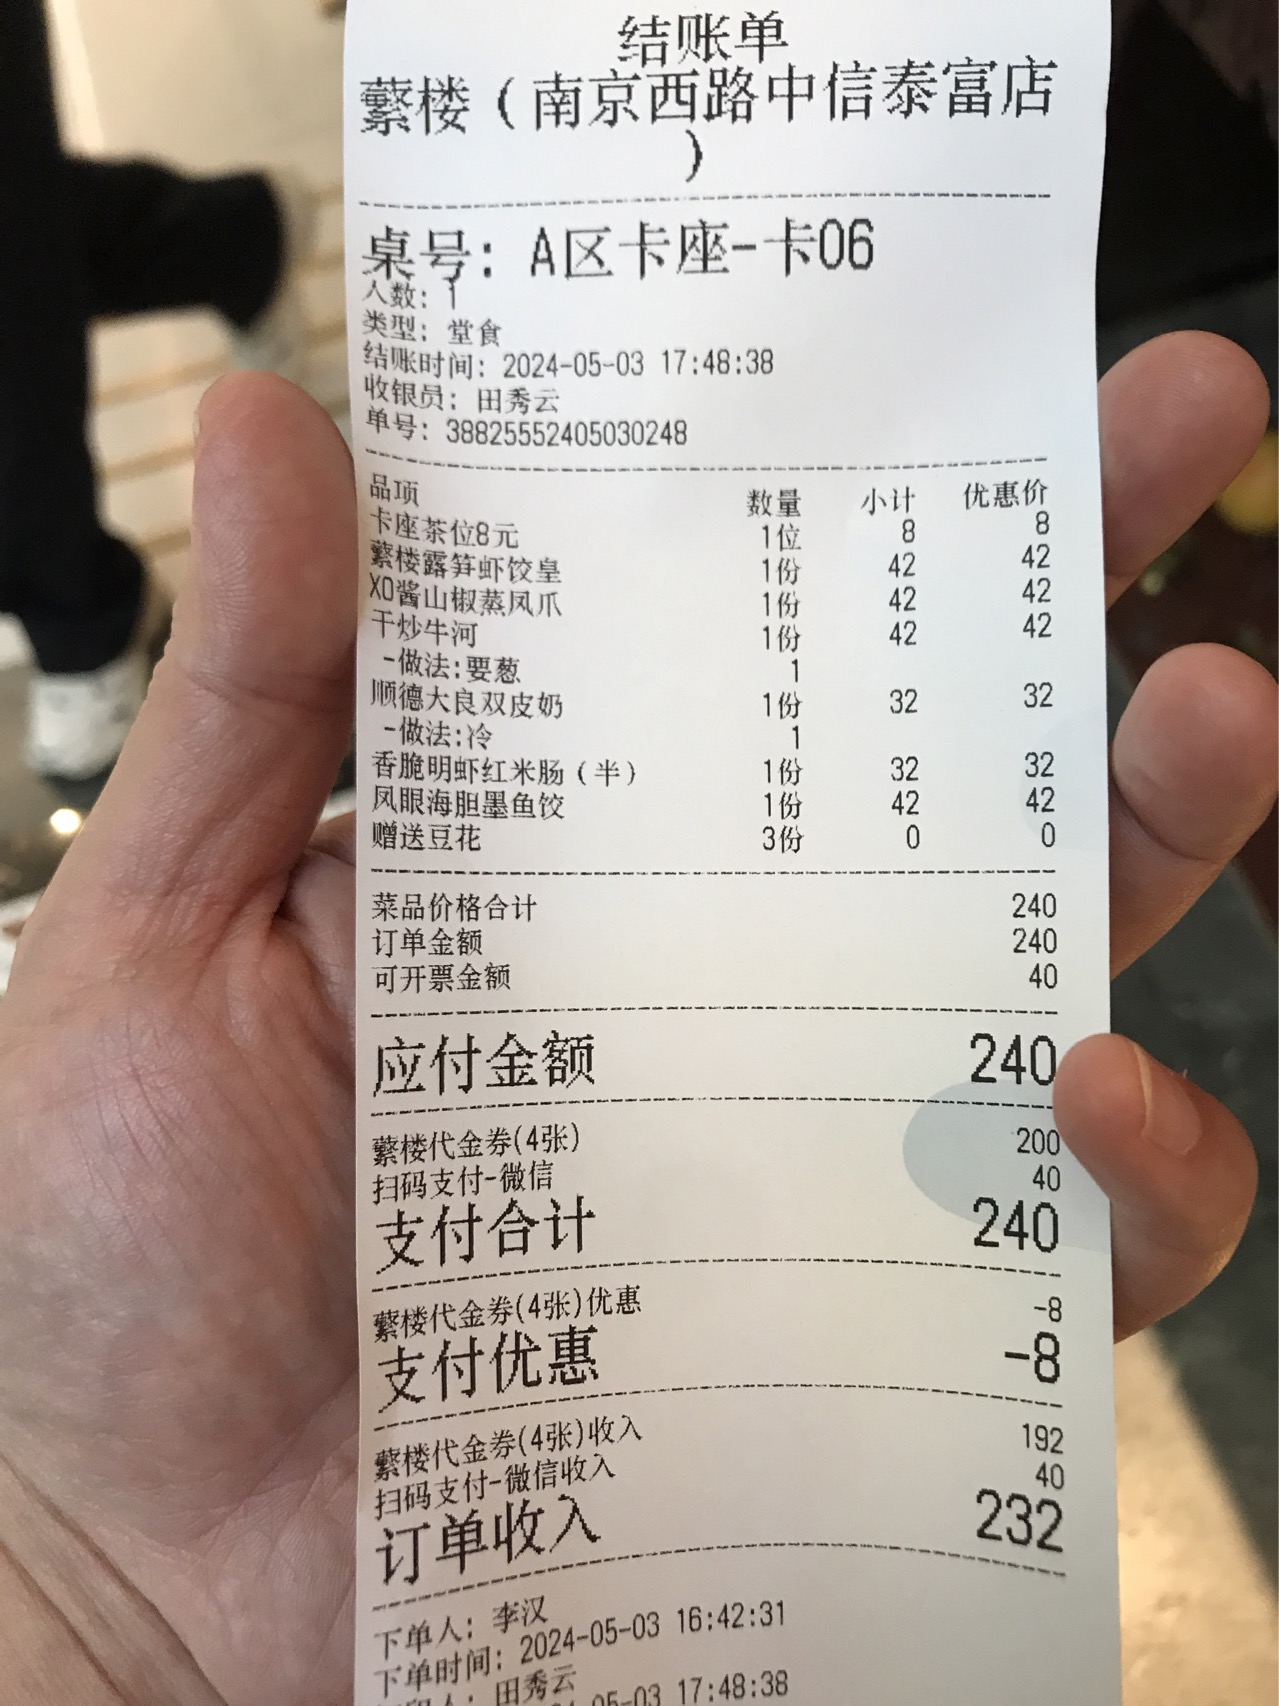 结账单
蘩楼（南京西路中信泰富店
）
桌号：A区卡座-卡06
人数：1
类型：堂食
结账时间：2024-05-03 17:48:38
收银员：田秀云
单号：38825552405030248
品项 数量 小计 优惠价
卡座茶位8元 1位 8 8
蘩楼露笋虾饺皇 1份 42 42
XO酱山椒蒸凤爪 1份 42 42
干炒牛河 1份 42 42
-做法:要葱 1
顺德大良双皮奶 1份 32 32
-做法:冷 1
香脆明虾红米肠（半） 1份 32 32
凤眼海胆墨鱼饺 1份 42 42
赠送豆花 3份 0 0
菜品价格合计 240
订单金额 240
可开票金额 40
应付金额 240
蘩楼代金券(4张) 200
扫码支付-微信 40
支付合计 240
蘩楼代金券(4张)优惠 -8
支付优惠 -8
蘩楼代金券(4张)收入 192
扫码支付-微信收入 40
订单收入 232
下单人：李汉
下单时间：2024-05-03 16:42:31
田秀云
05-03 17:48:38